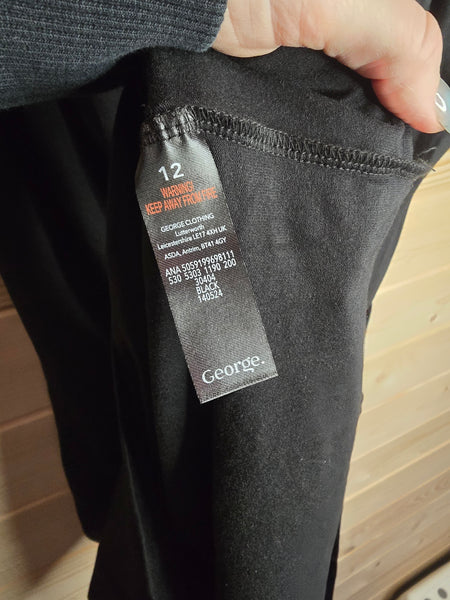 12
WARNING!
KEEP AWAY FROM FIRE
GEORGE CLOTHING
Lutterworth
Leicestershire LE17 4XH UK
ASDA, Antrim, BT41 4GY
ANA 5059199698111
530 5303 1190 200
30404
BLACK
140524
George.